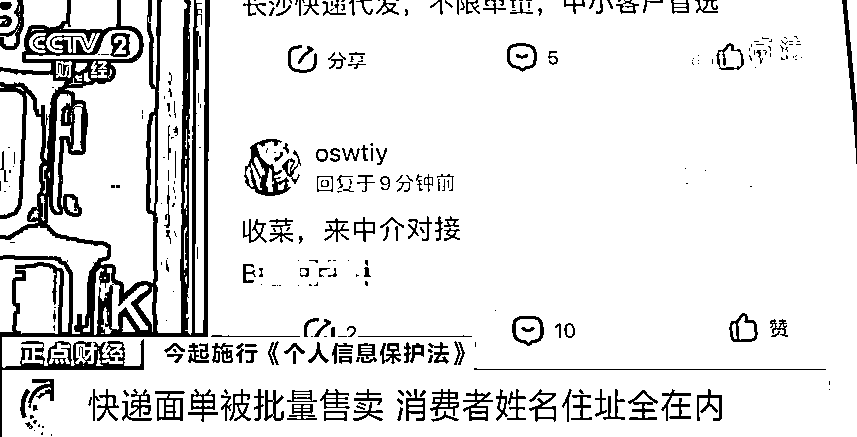 CCTV 2
财经
长沙快递代发，不限单量，中小客户首选
分享
5
oswtiy
回复于9分钟前
收菜，来中介对接
B
2
10
赞
K
正点财经
今起施行《个人信息保护法》
快递面单被批量售卖 消费者姓名住址全在内